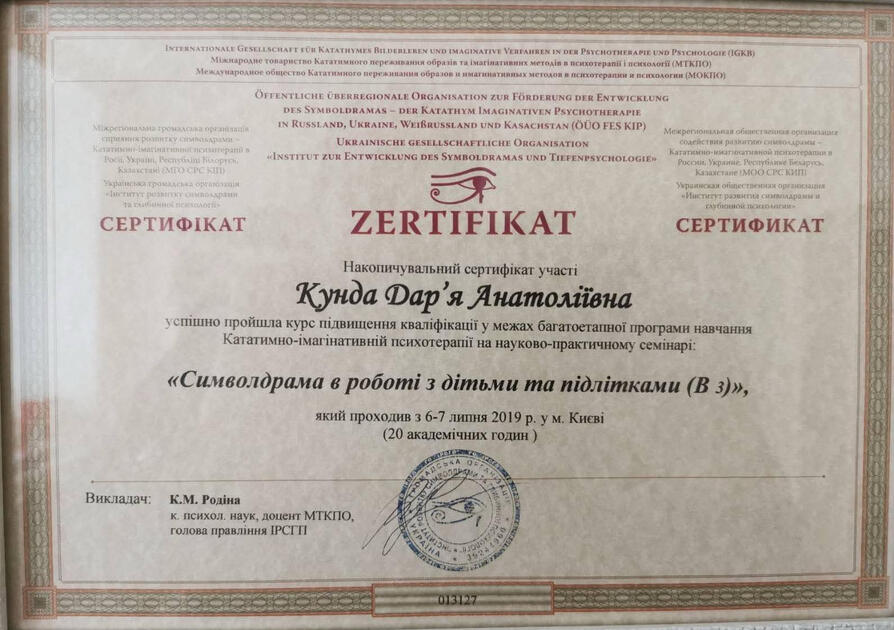 Internationale Gesellschaft für Katathymes Bilderleben und imaginative Verfahren in der Psychotherapie und Psychologie (IGKB)
Міжнародне товариство Кататимного переживання образів та імагінативних методів в психотерапії і психології (МТКПО)
Международное общество Кататимного переживания образов и имагинативных методов в психотерапии и психологии (МОКПО)
Öffentliche überregionale Organisation zur Förderung der Entwicklung
des Symboldramas – der Katathym Imaginativen Psychotherapie
in Russland, Ukraine, Weißrussland und Kasachstan (ÖÜO FES KIP)
Ukrainische gesellschaftliche Organisation
«Institut zur Entwicklung des Symboldramas und Tiefenpsychologie»
Міжрегіональна громадська організація
сприяння розвитку символдрами –
Кататимно-імагінативній психотерапії в
Росії, Україні, Республіці Білорусь,
Казахстані (МГО СРС КІП)
Українська громадська організація
«Інститут розвитку символдрами
та глибинної психології»
СЕРТИФІКАТ
ZERTIFIKAT
Межрегиональная общественная организация
содействия развитию символдрамы –
Кататимно-имагинативной психотерапии в
России, Украине, Республике Беларусь,
Казахстане (МОО СРС КИП)
Украинская общественная организация
«Институт развития символдрамы и
глубинной психологии»
СЕРТИФИКАТ
Накопичувальний сертифікат участі
Кунда Дар’я Анатоліївна
успішно пройшла курс підвищення кваліфікації у межах багатоетапної програми навчання
Кататимно-імагінативній психотерапії на науково-практичному семінарі:
«Символдрама в роботі з дітьми та підлітками (В 3)»,
який проходив з 6-7 липня 2019 р. у м. Києві
(20 академічних годин )
Викладач: К.М. Родіна
к. психол. наук, доцент МТКПО,
голова правління ІРСГП
ГРОМАДСЬКА ОРГАНІЗАЦІЯ
УКРАЇНА
013127